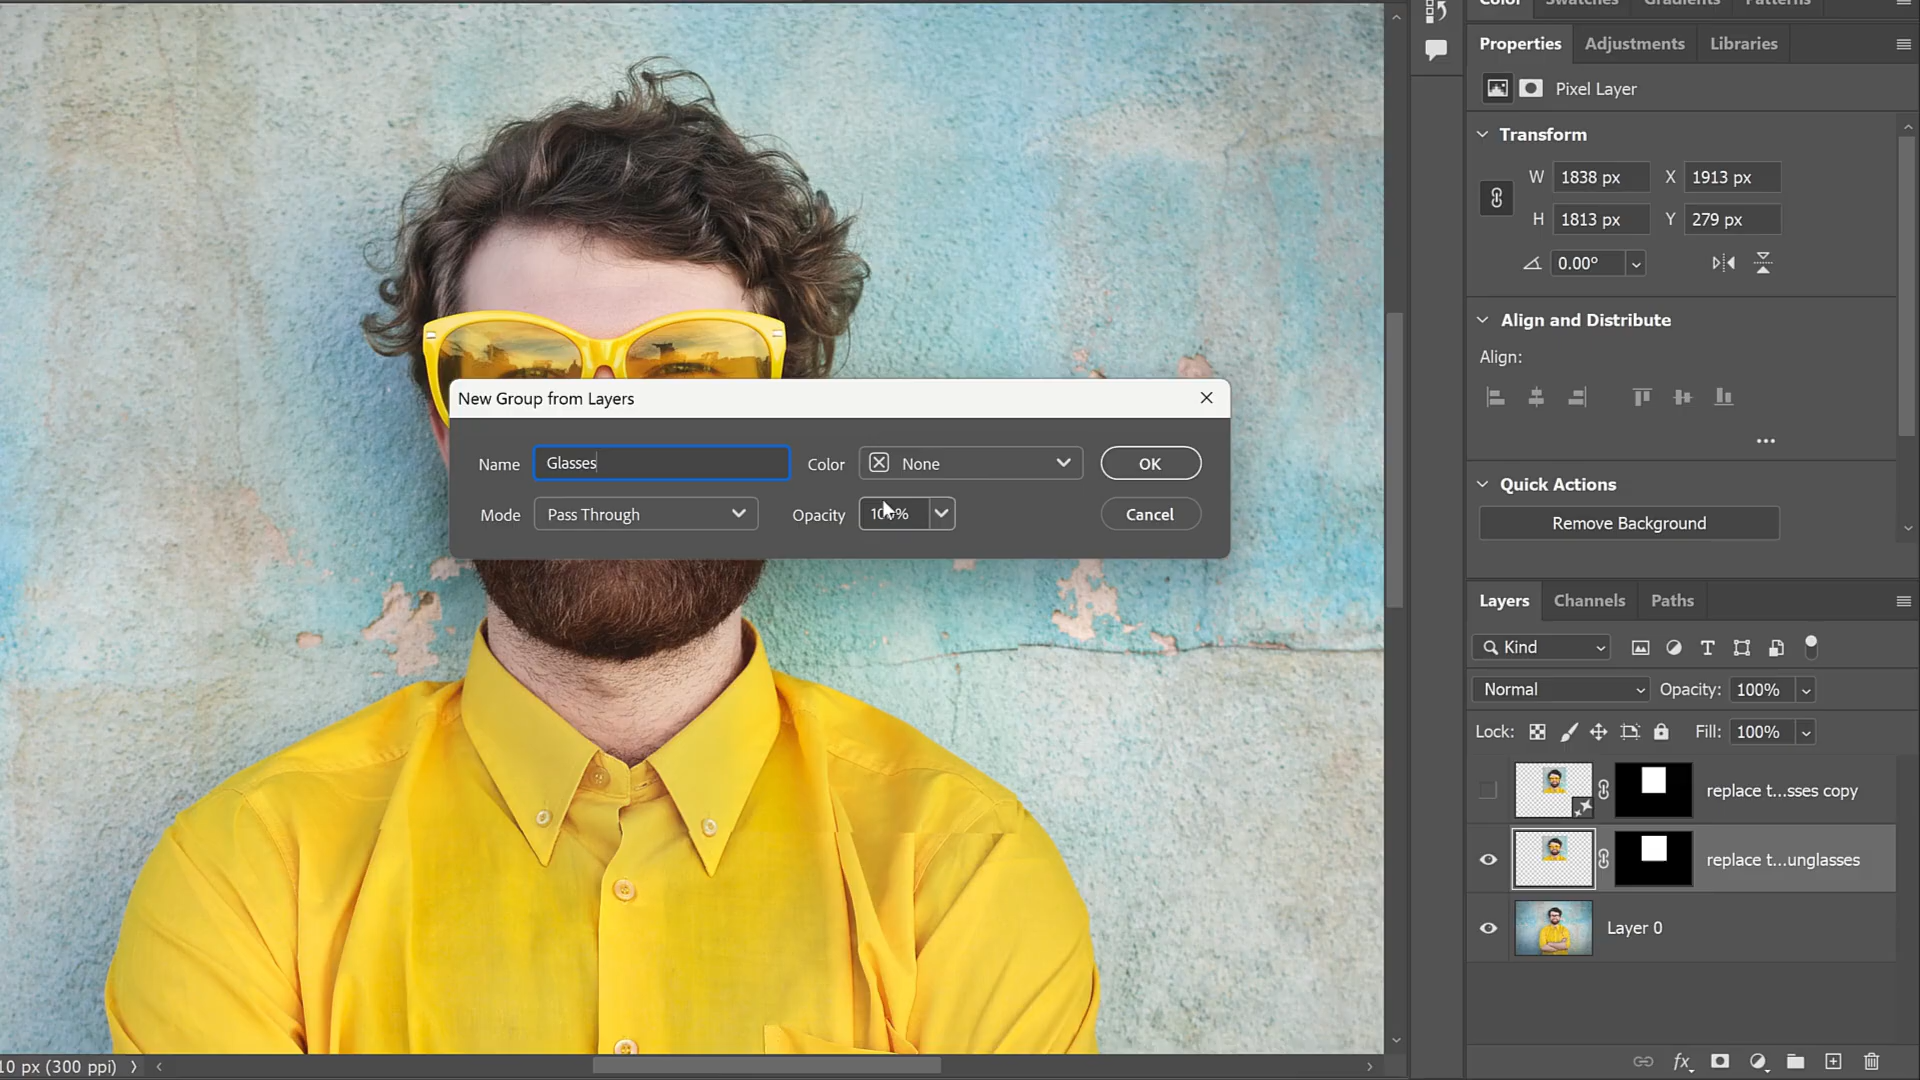 Color Swatches Gradients Patterns
Properties Adjustments Libraries
Pixel Layer
Transform
W 1838 px X 1913 px
H 1813 px Y 279 px
0.00°
Align and Distribute
Align:
Quick Actions
Remove Background
New Group from Layers
Name Glasses Color None OK
Mode Pass Through Opacity 100% Cancel
Layers Channels Paths
Kind
Normal Opacity: 100%
Lock: Fill: 100%
replace t...sses copy
replace t...unglasses
Layer 0
fx
10 px (300 ppi)